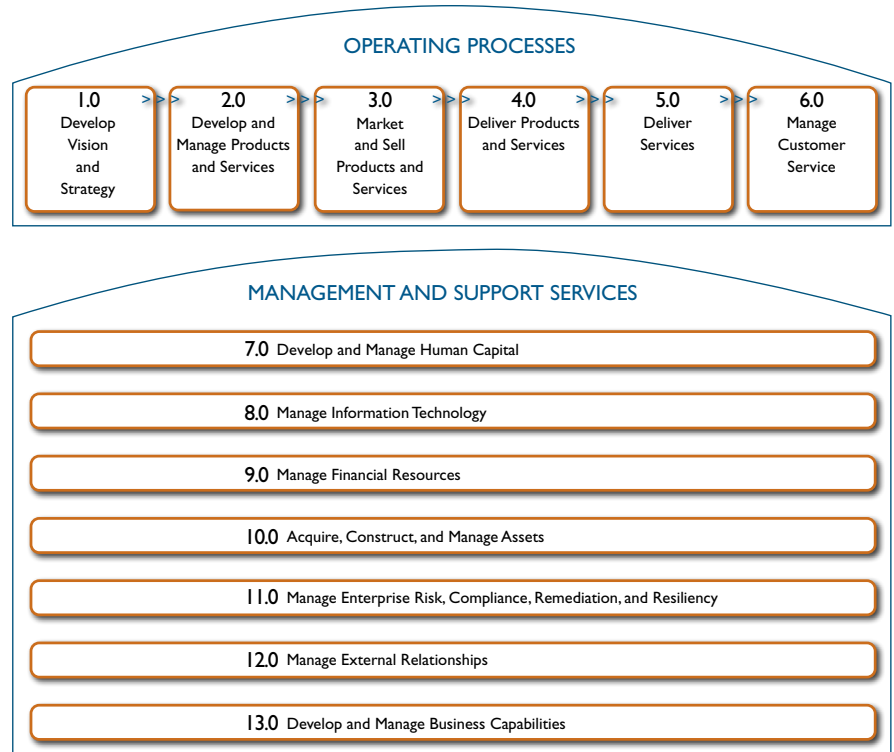 OPERATING PROCESSES
1.0 > > > 2.0 > > > 3.0 > > > 4.0 > > > 5.0 > > > 6.0
Develop
Vision
and
Strategy
Develop and
Manage Products
and Services
Market
and Sell
Products and
Services
Deliver Products
and Services
Deliver
Services
Manage
Customer
Service
MANAGEMENT AND SUPPORT SERVICES
7.0 Develop and Manage Human Capital
8.0 Manage Information Technology
9.0 Manage Financial Resources
10.0 Acquire, Construct, and Manage Assets
11.0 Manage Enterprise Risk, Compliance, Remediation, and Resiliency
12.0 Manage External Relationships
13.0 Develop and Manage Business Capabilities